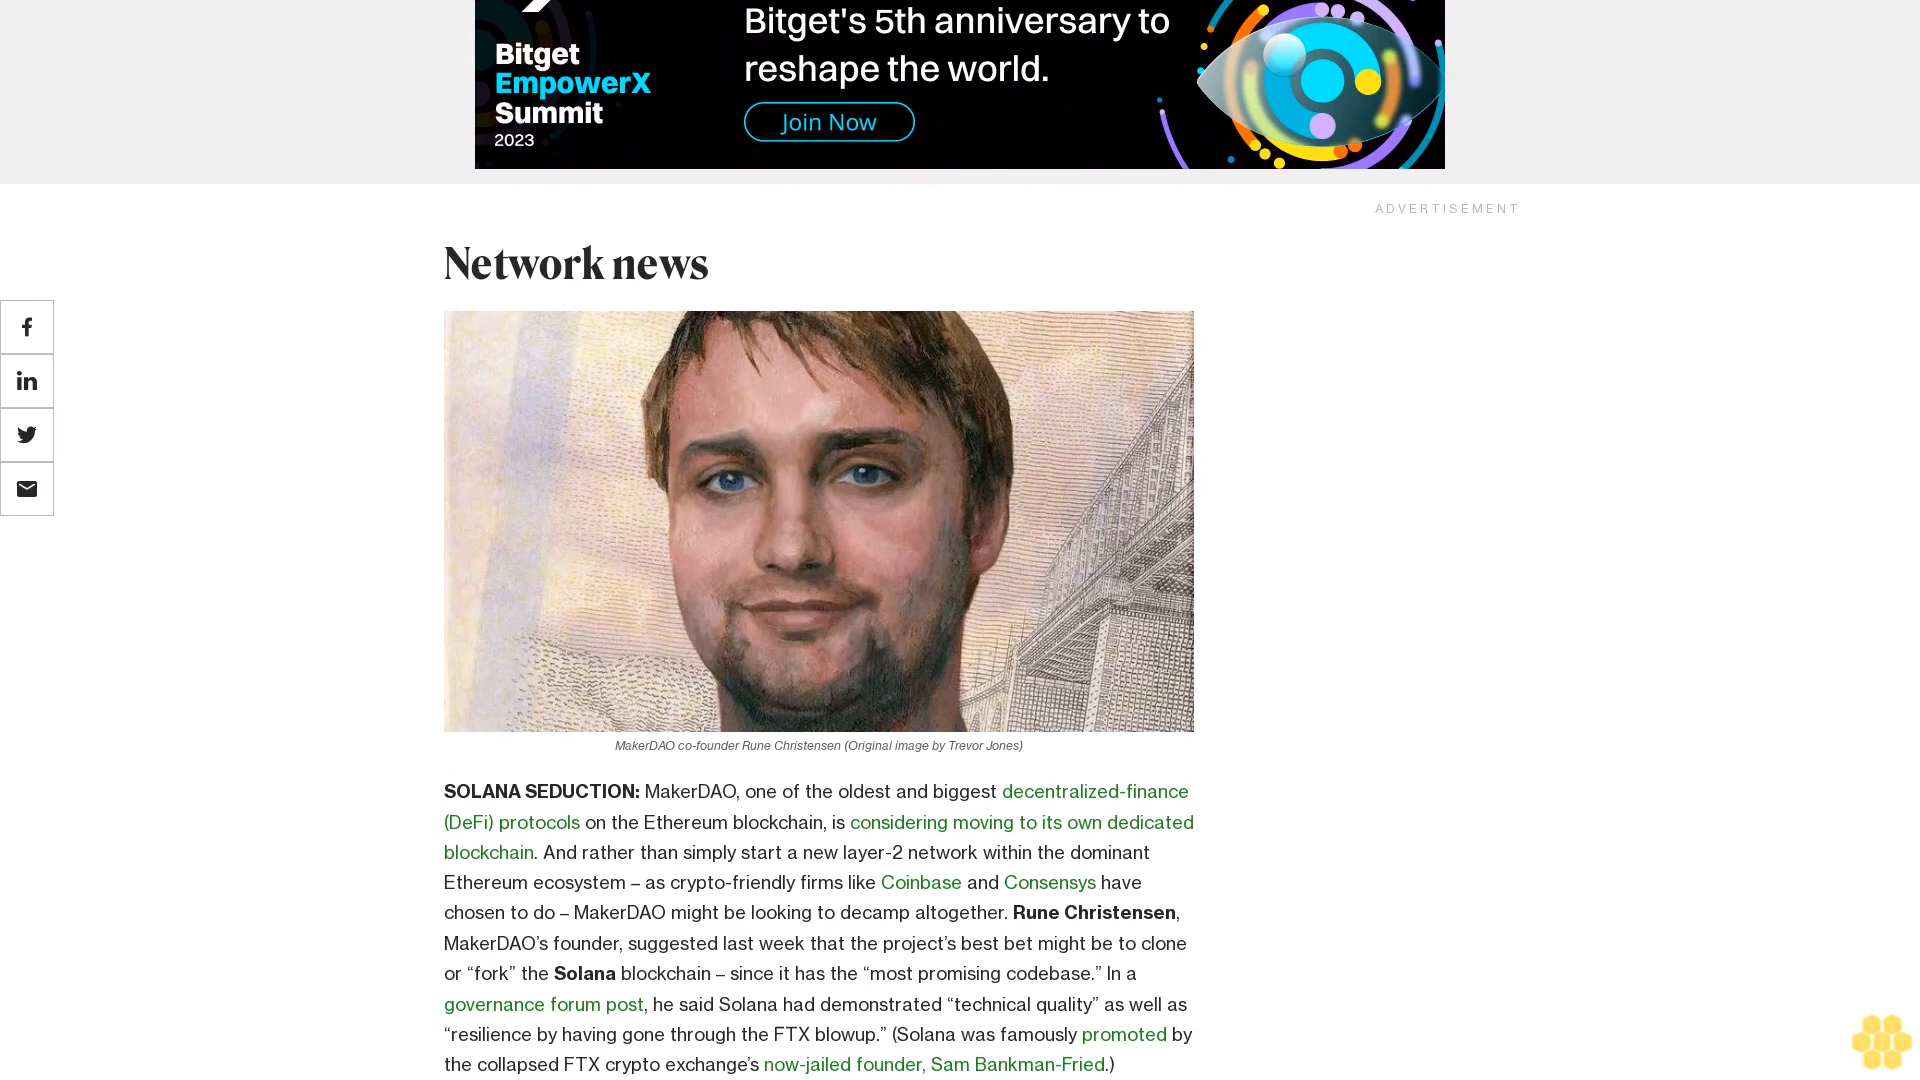 Bitget's 5th anniversary to
reshape the world.
Bitget
EmpowerX
Summit
2023
Join Now
ADVERTISEMENT
Network news
MakerDAO co-founder Rune Christensen (Original image by Trevor Jones)
SOLANA SEDUCTION: MakerDAO, one of the oldest and biggest decentralized-finance
(DeFi) protocols on the Ethereum blockchain, is considering moving to its own dedicated
blockchain. And rather than simply start a new layer-2 network within the dominant
Ethereum ecosystem – as crypto-friendly firms like Coinbase and Consensys have
chosen to do – MakerDAO might be looking to decamp altogether. Rune Christensen,
MakerDAO’s founder, suggested last week that the project’s best bet might be to clone
or “fork” the Solana blockchain – since it has the “most promising codebase.” In a
governance forum post, he said Solana had demonstrated “technical quality” as well as
“resilience by having gone through the FTX blowup.” (Solana was famously promoted by
the collapsed FTX crypto exchange’s now-jailed founder, Sam Bankman-Fried.)